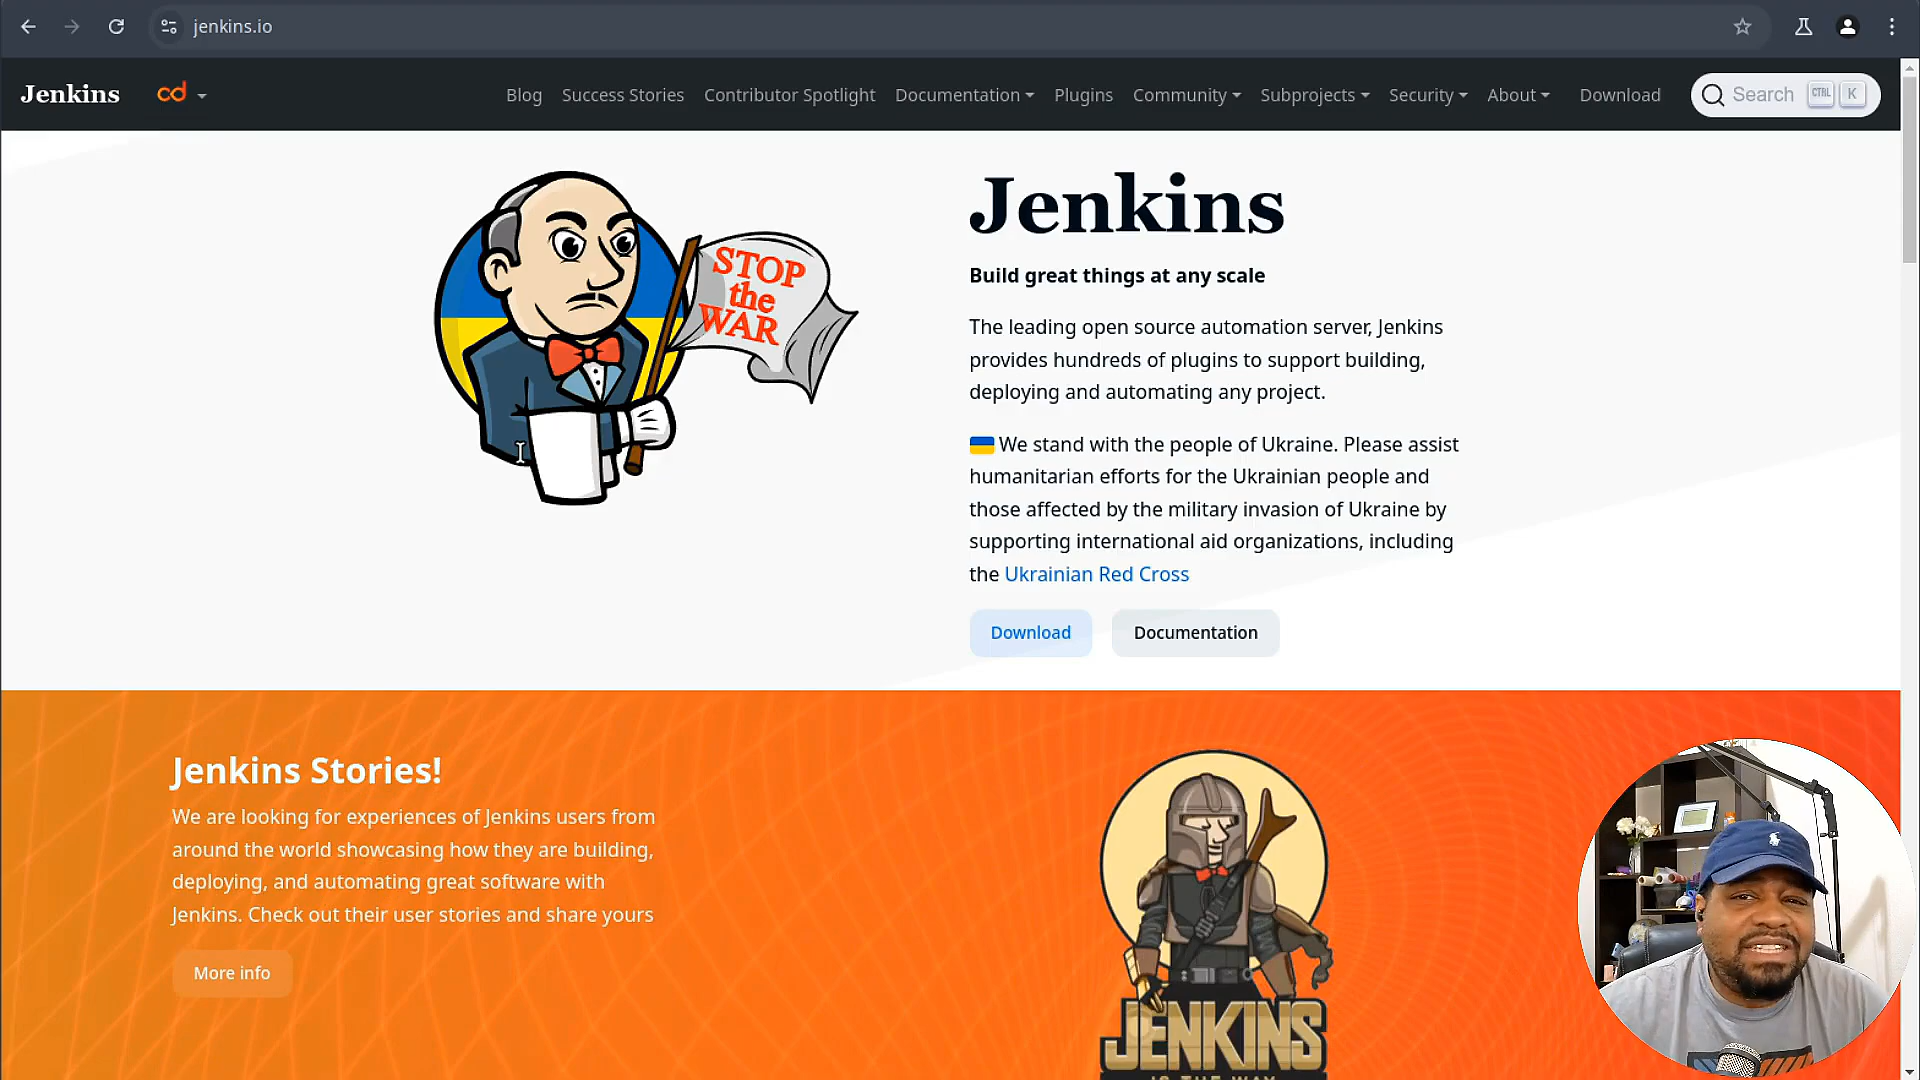 jenkins.io
Jenkins
cd
Blog
Success Stories
Contributor Spotlight
Documentation
Plugins
Community
Subprojects
Security
About
Download
Search CTRL K
STOP
the
WAR
Jenkins
Build great things at any scale
The leading open source automation server, Jenkins
provides hundreds of plugins to support building,
deploying and automating any project.
We stand with the people of Ukraine. Please assist
humanitarian efforts for the Ukrainian people and
those affected by the military invasion of Ukraine by
supporting international aid organizations, including
the Ukrainian Red Cross
Download
Documentation
Jenkins Stories!
We are looking for experiences of Jenkins users from
around the world showcasing how they are building,
deploying, and automating great software with
Jenkins. Check out their user stories and share yours
More info
JENKINS
IS THE WAY